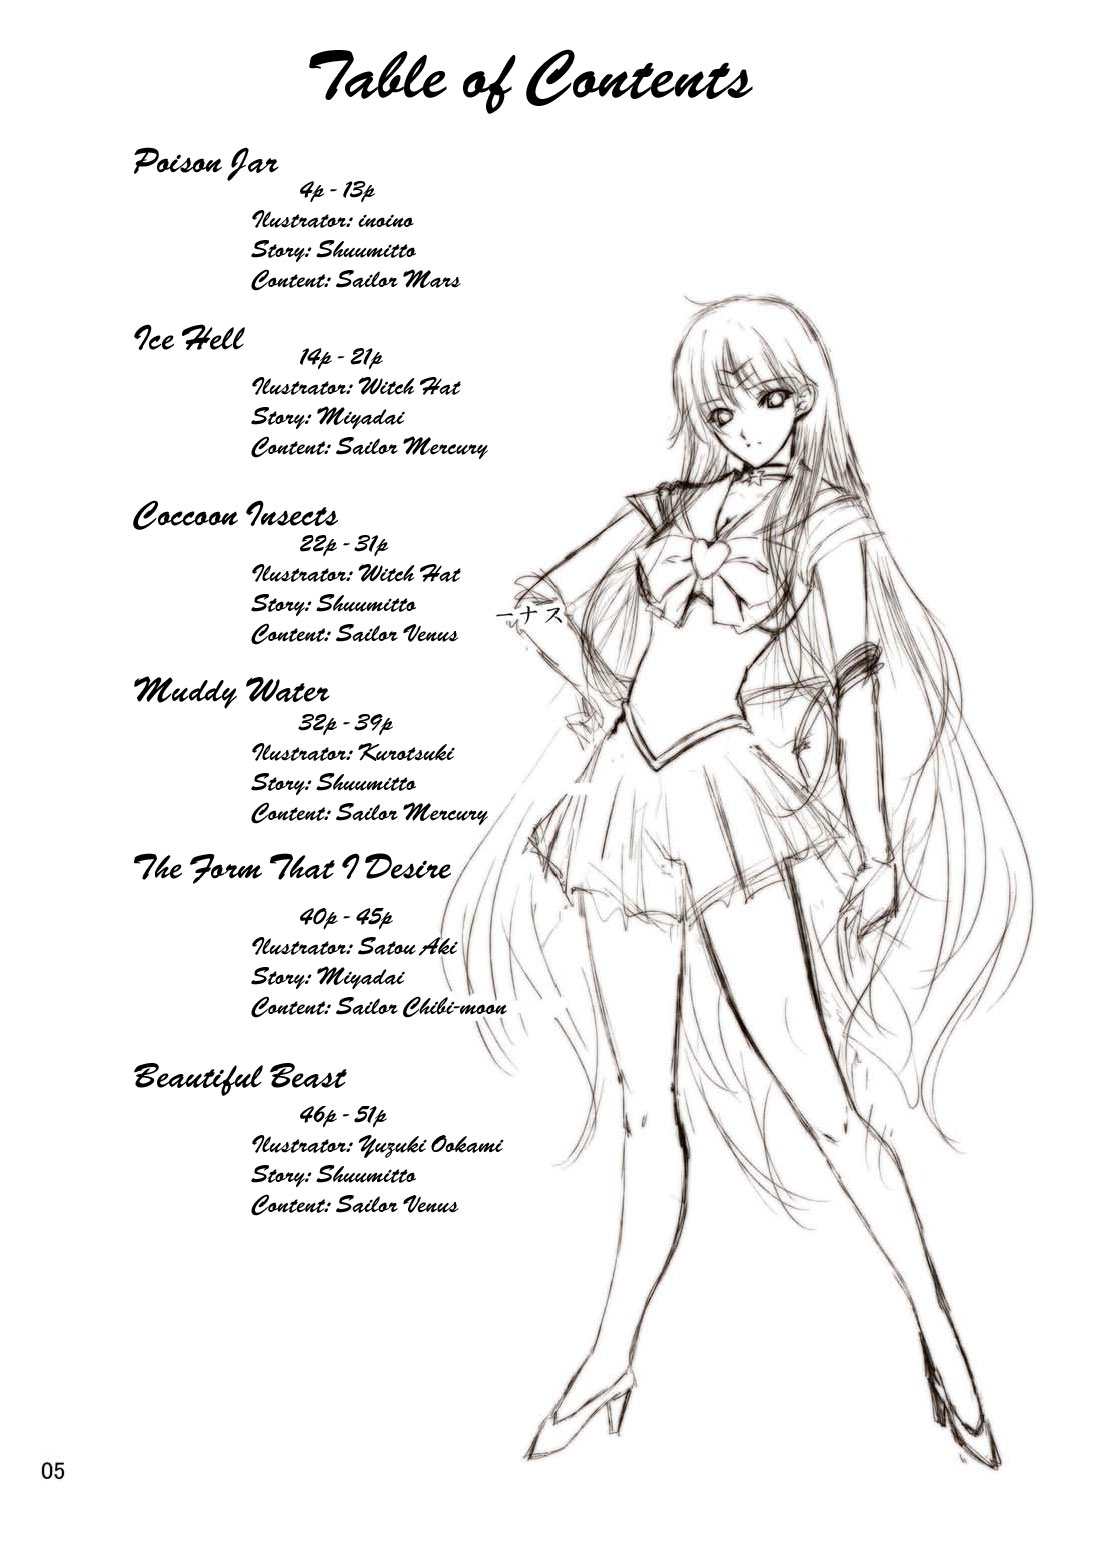 Table of Contents
Poison Jar
4p - 13p
Ilustrator: inoino
Story: Shuumitto
Content: Sailor Mars
Ice Hell
14p - 21p
Ilustrator: Witch Hat
Story: Miyadai
Content: Sailor Mercury
Coccoon Insects
22p - 31p
Ilustrator: Witch Hat
Story: Shuumitto
Content: Sailor Venus
ーナス
Muddy Water
32p - 39p
Ilustrator: Kurotsuki
Story: Shuumitto
Content: Sailor Mercury
The Form That I Desire
40p - 45p
Ilustrator: Satou Aki
Story: Miyadai
Content: Sailor Chibi-moon
Beautiful Beast
46p - 51p
Ilustrator: Yuzuki Ookami
Story: Shuumitto
Content: Sailor Venus
05